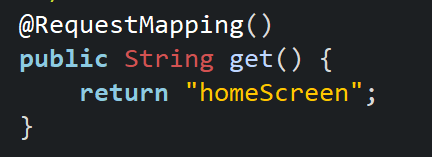 @RequestMapping()
public String get() {
    return "homeScreen";
}